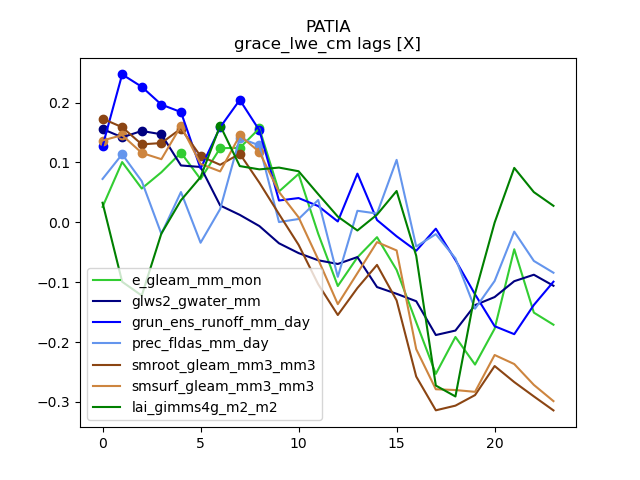 PATIA
grace_lwe_cm lags [X]
0.2
0.1
0.0
−0.1
−0.2
−0.3
e_gleam_mm_mon
glws2_gwater_mm
grun_ens_runoff_mm_day
prec_fldas_mm_day
smroot_gleam_mm3_mm3
smsurf_gleam_mm3_mm3
lai_gimms4g_m2_m2
0 5 10 15 20